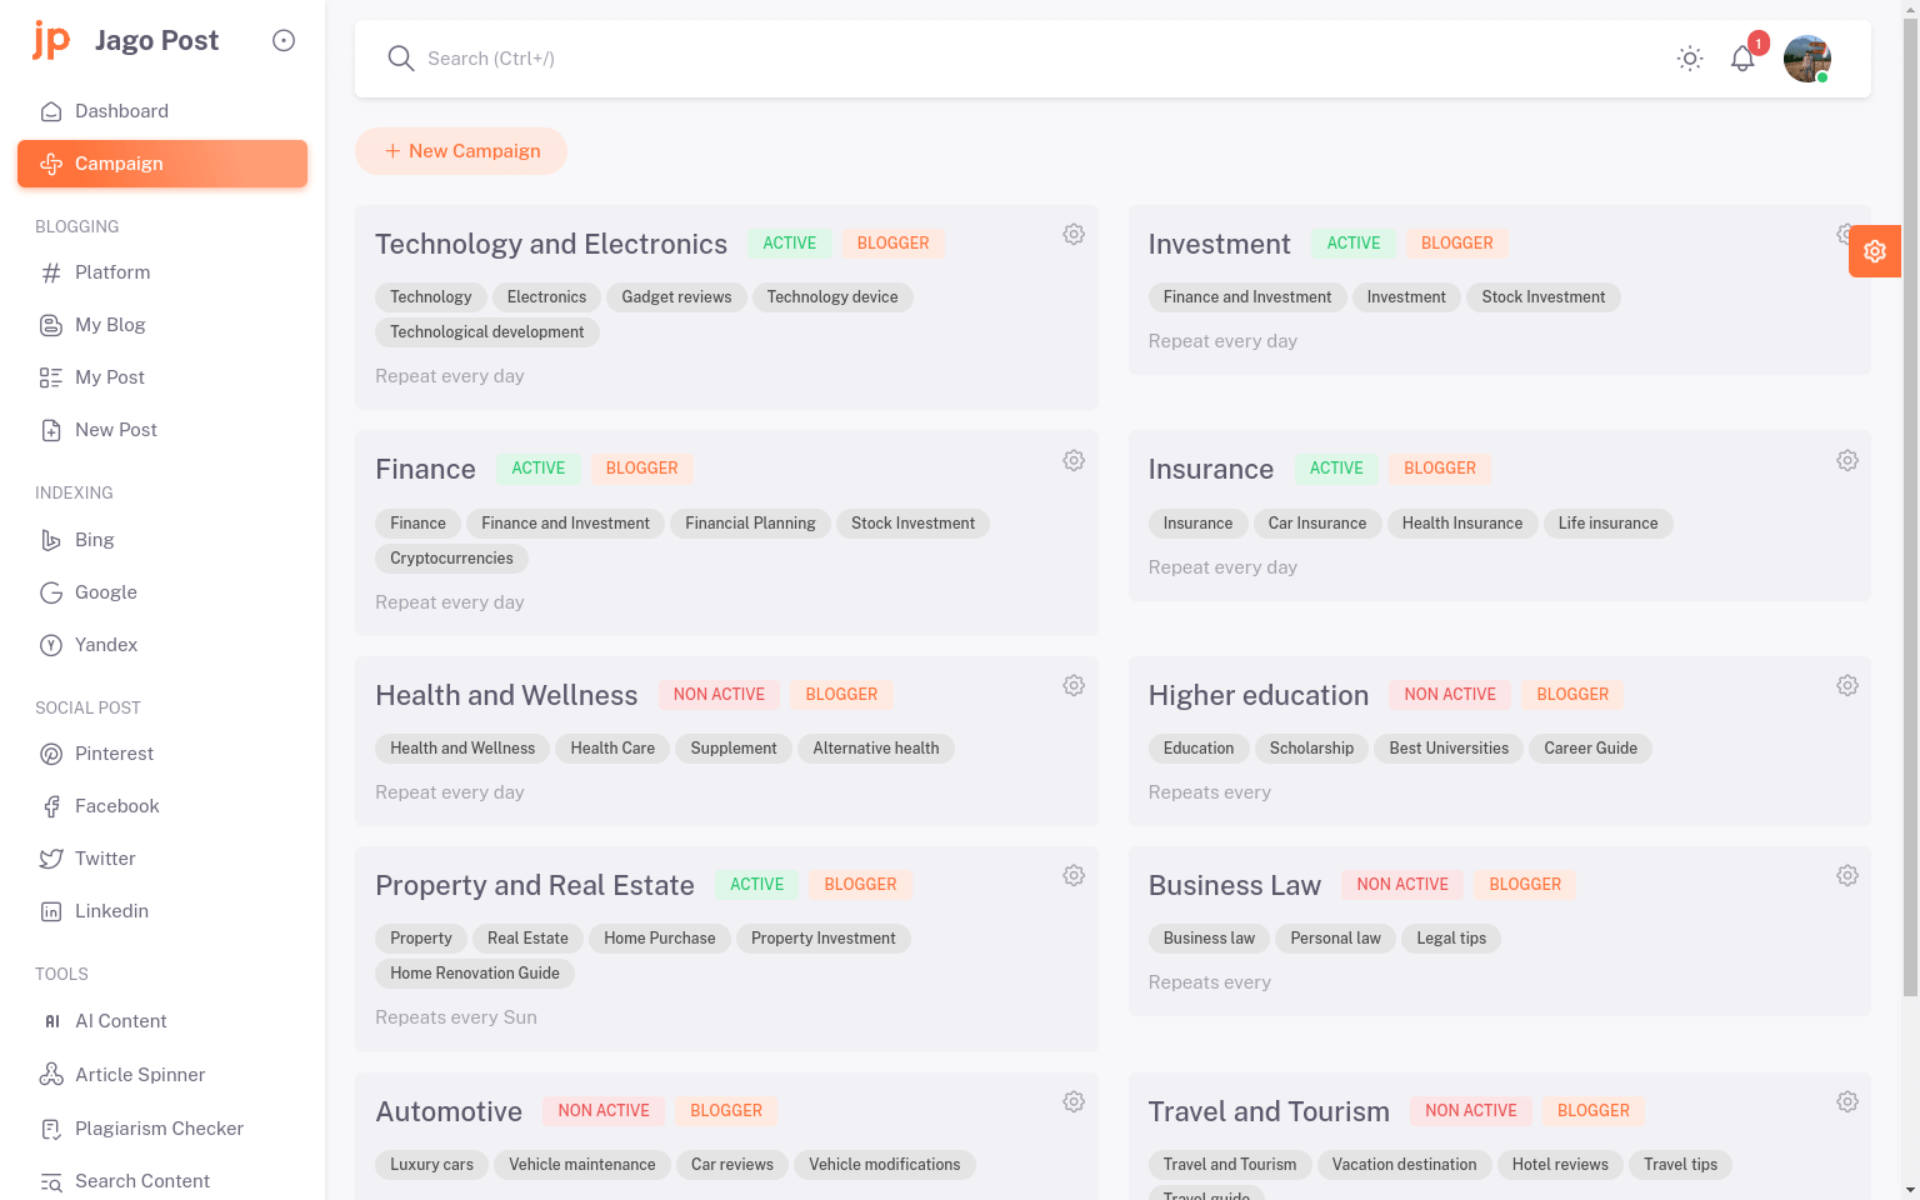 jp Jago Post
Dashboard
Campaign
BLOGGING
Platform
My Blog
My Post
New Post
INDEXING
Bing
Google
Yandex
SOCIAL POST
Pinterest
Facebook
Twitter
Linkedin
TOOLS
AI AI Content
Article Spinner
Plagiarism Checker
Search Content
Search (Ctrl+/)
1
+ New Campaign
Technology and Electronics ACTIVE BLOGGER
Technology Electronics Gadget reviews Technology device
Technological development
Repeat every day
Investment ACTIVE BLOGGER
Finance and Investment Investment Stock Investment
Repeat every day
Finance ACTIVE BLOGGER
Finance Finance and Investment Financial Planning Stock Investment
Cryptocurrencies
Repeat every day
Insurance ACTIVE BLOGGER
Insurance Car Insurance Health Insurance Life insurance
Repeat every day
Health and Wellness NON ACTIVE BLOGGER
Health and Wellness Health Care Supplement Alternative health
Repeat every day
Higher education NON ACTIVE BLOGGER
Education Scholarship Best Universities Career Guide
Repeats every
Property and Real Estate ACTIVE BLOGGER
Property Real Estate Home Purchase Property Investment
Home Renovation Guide
Repeats every Sun
Business Law NON ACTIVE BLOGGER
Business law Personal law Legal tips
Repeats every
Automotive NON ACTIVE BLOGGER
Luxury cars Vehicle maintenance Car reviews Vehicle modifications
Travel and Tourism NON ACTIVE BLOGGER
Travel and Tourism Vacation destination Hotel reviews Travel tips
Travel guide